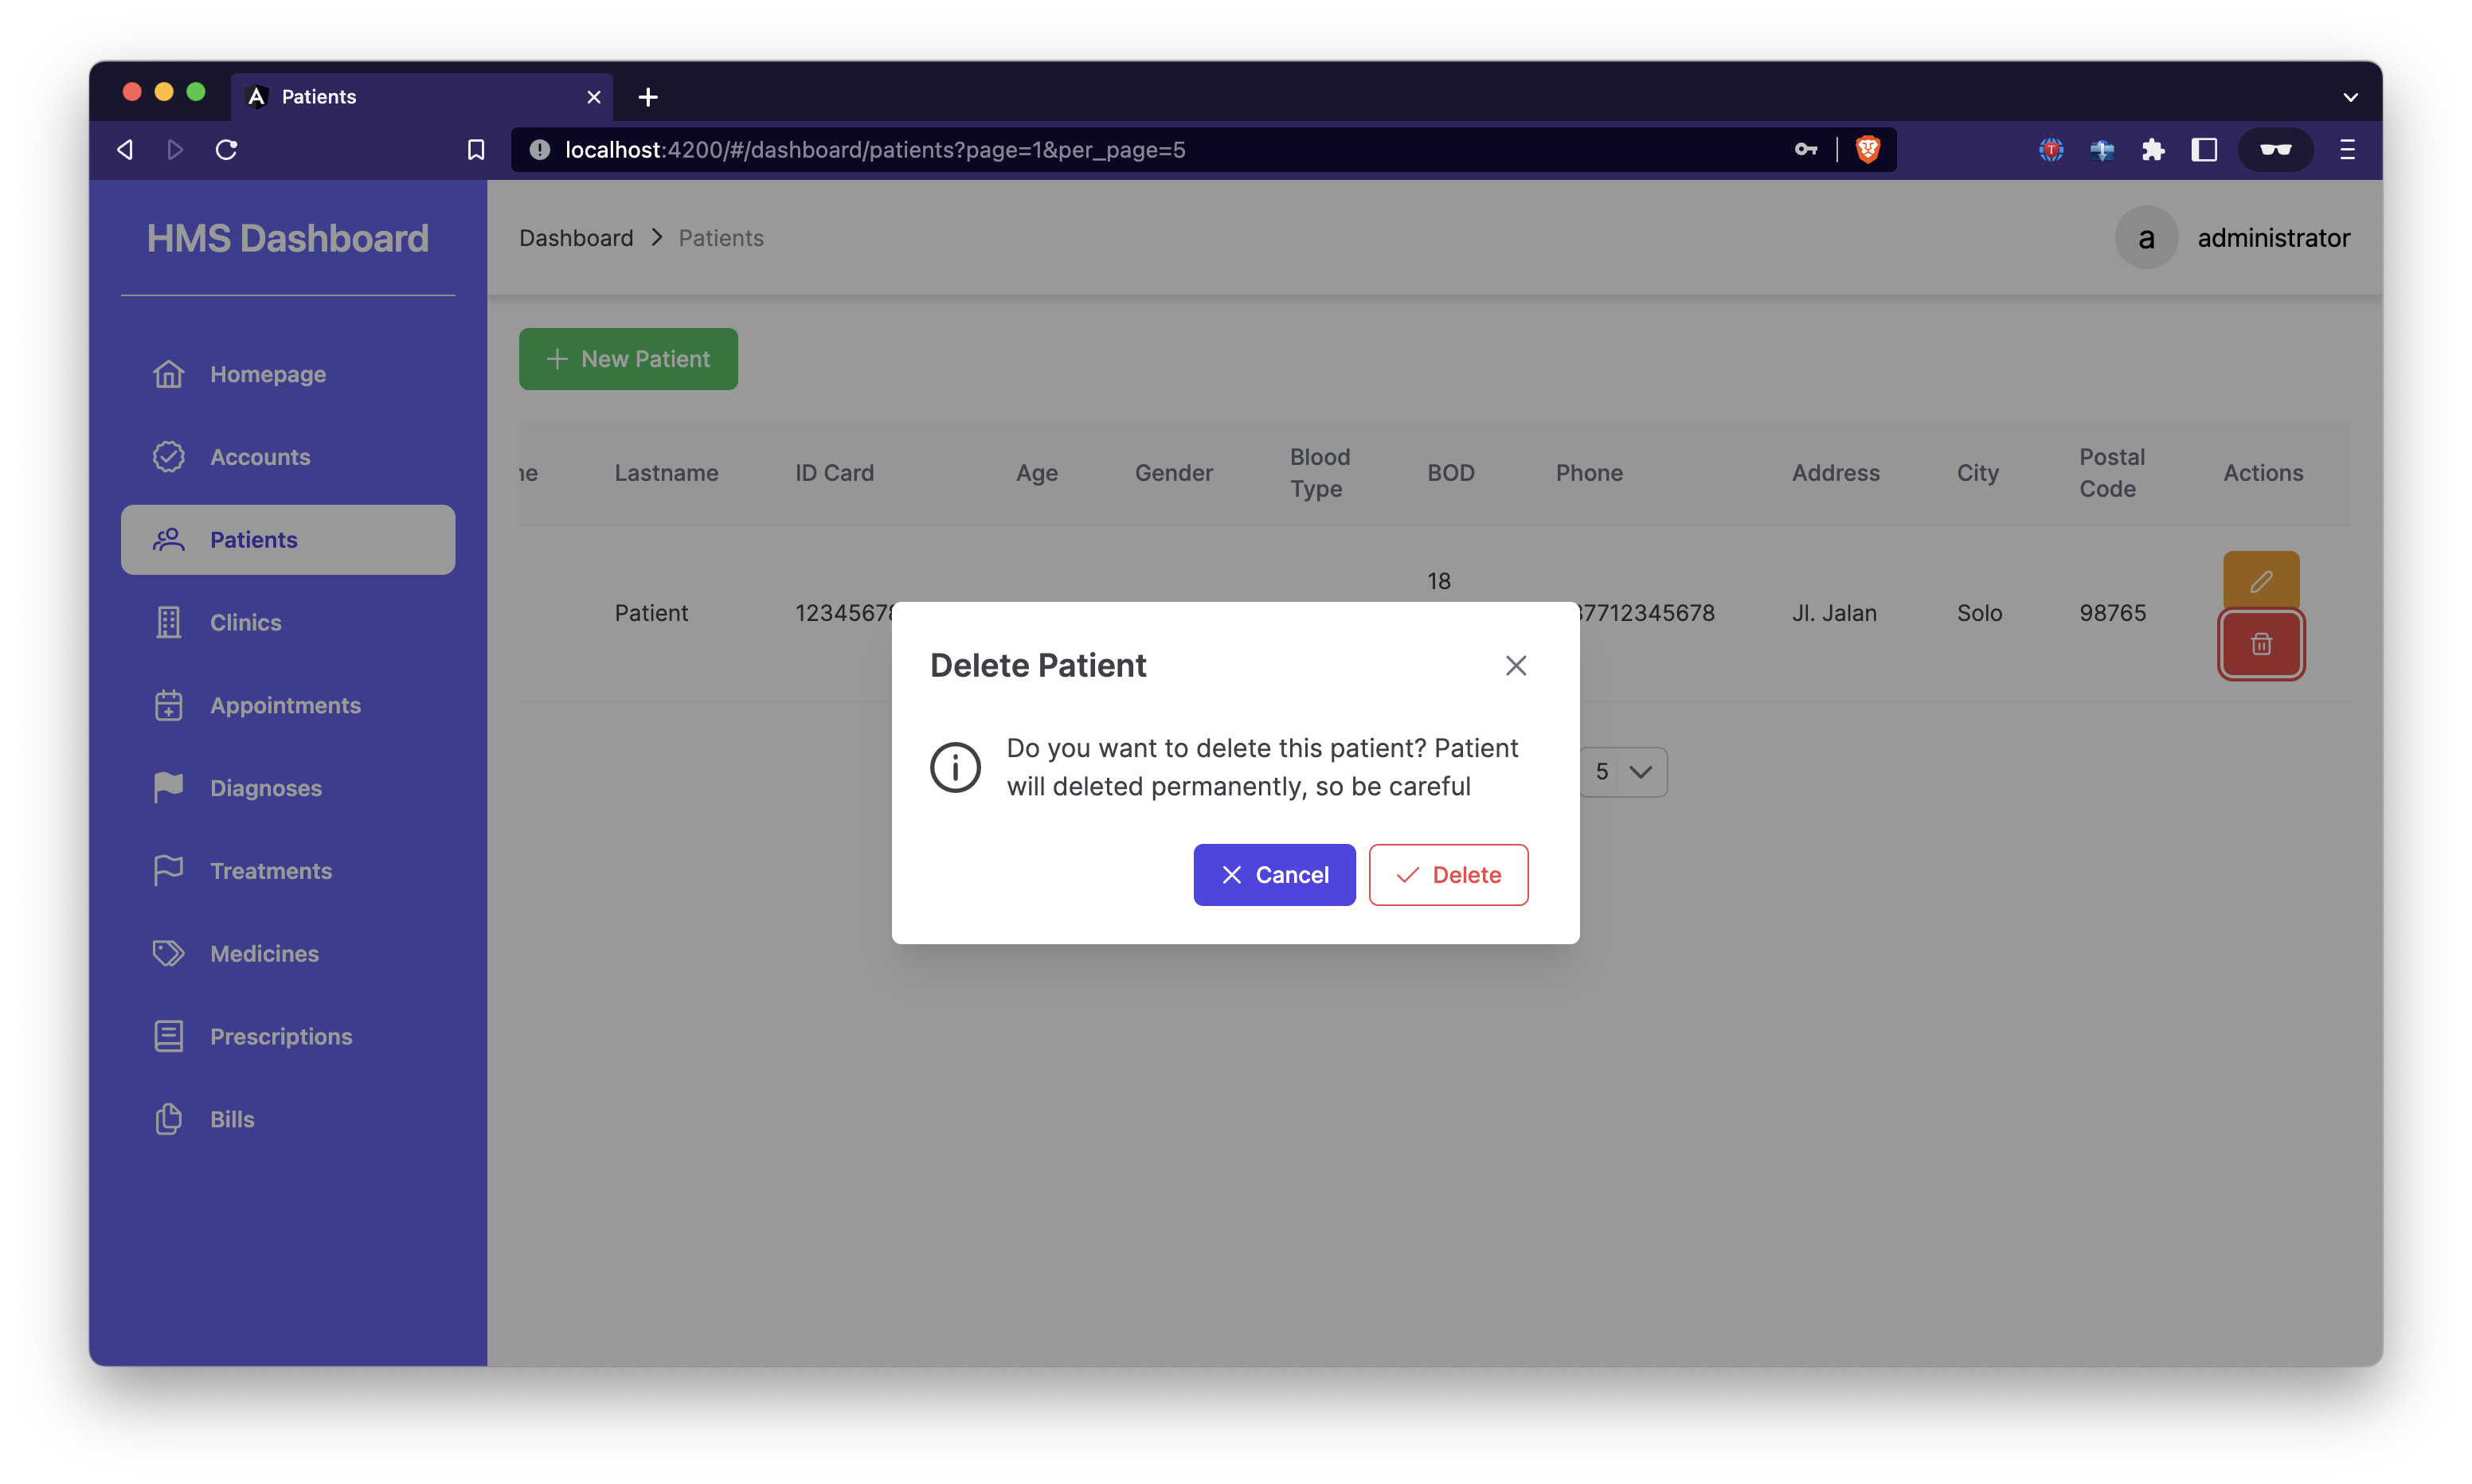 Patients
localhost:4200/#/dashboard/patients?page=1&per_page=5
HMS Dashboard
Dashboard
Patients
a
administrator
Homepage
Accounts
Patients
Clinics
Appointments
Diagnoses
Treatments
Medicines
Prescriptions
Bills
New Patient
Lastname
ID Card
Age
Gender
Blood
Type
BOD
Phone
Address
City
Postal
Code
Actions
Patient
18
Jl. Jalan
Solo
98765
Delete Patient
Do you want to delete this patient? Patient
will deleted permanently, so be careful
Cancel
Delete
5